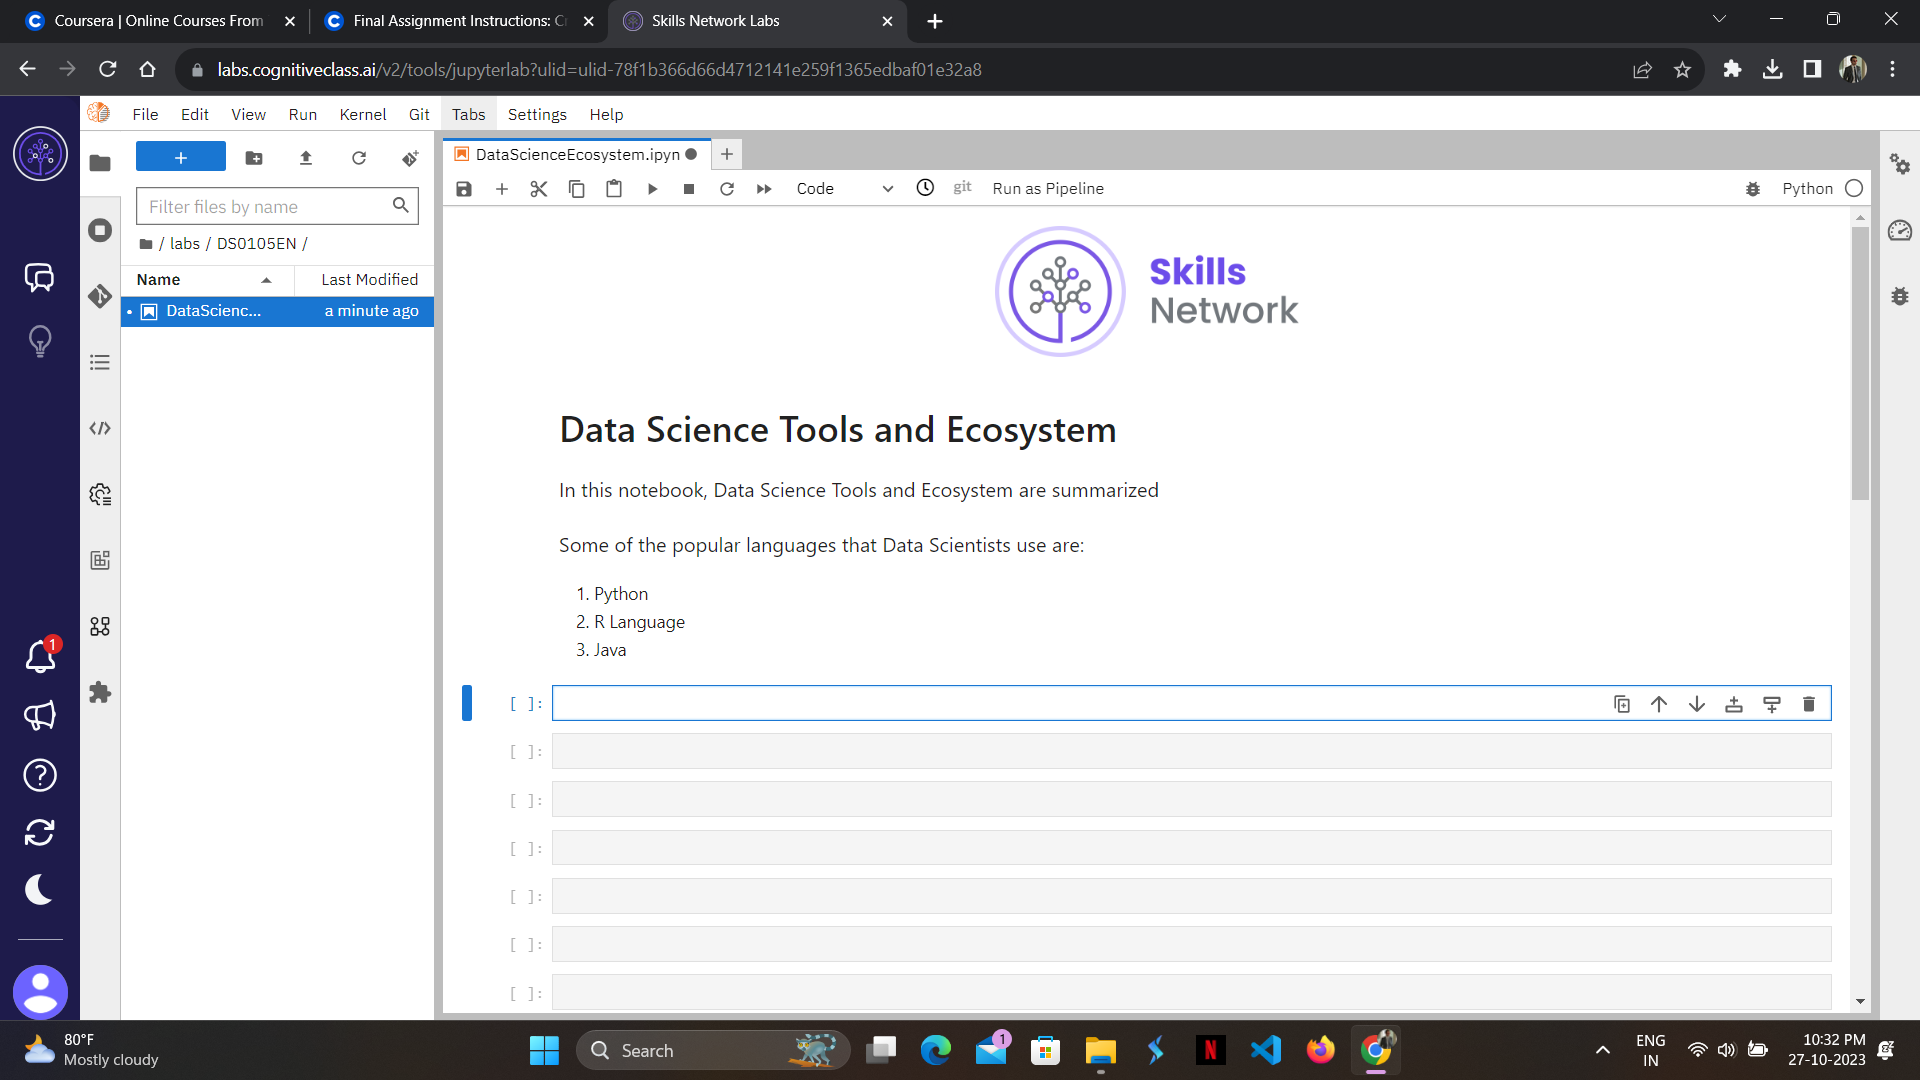 Coursera | Online Courses From
Final Assignment Instructions: Cr
Skills Network Labs
labs.cognitiveclass.ai/v2/tools/jupyterlab?ulid=ulid-78f1b366d66d4712141e259f1365edbaf01e32a8
File Edit View Run Kernel Git Tabs Settings Help
DataScienceEcosystem.ipyn
Code
git
Run as Pipeline
Python
Filter files by name
/ labs / DS0105EN /
Name Last Modified
DataScienc... a minute ago
Skills
Network
Data Science Tools and Ecosystem
In this notebook, Data Science Tools and Ecosystem are summarized
Some of the popular languages that Data Scientists use are:
1. Python
2. R Language
3. Java
[ ]:
[ ]:
[ ]:
[ ]:
[ ]:
[ ]:
[ ]:
1
80°F
Mostly cloudy
Search
1
N
ENG
IN
10:32 PM
27-10-2023